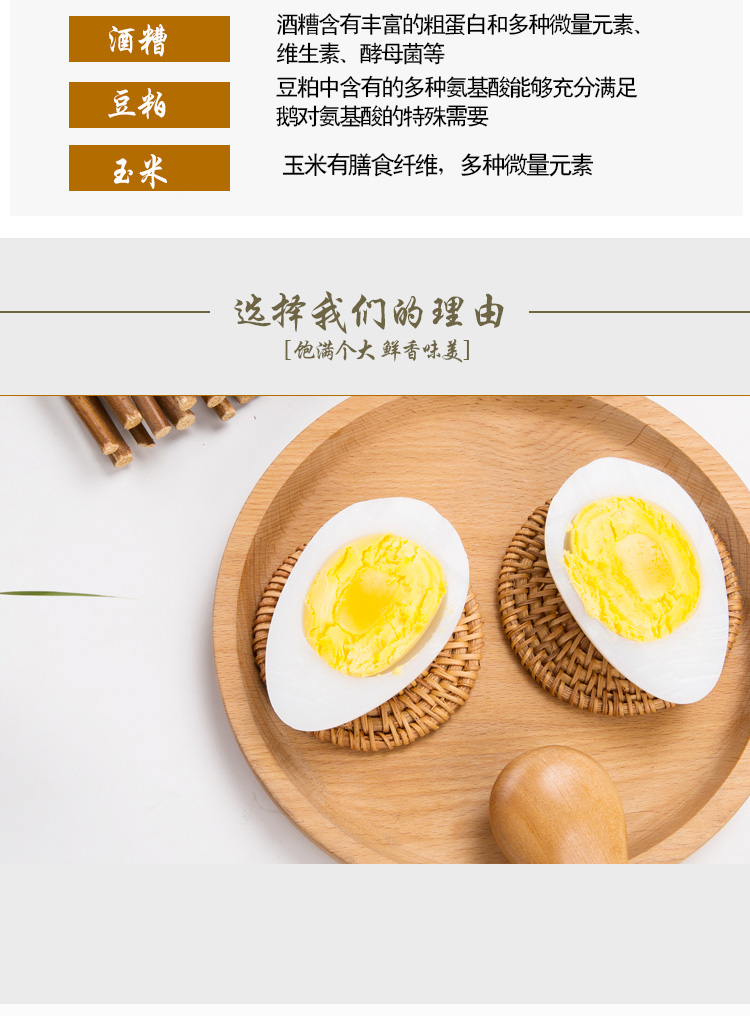 酒糟
酒糟含有丰富的粗蛋白和多种微量元素、
维生素、酵母菌等
豆粕
豆粕中含有的多种氨基酸能够充分满足
鹅对氨基酸的特殊需要
玉米
玉米有膳食纤维，多种微量元素
选择我们的理由
[饱满个大 鲜香味美]